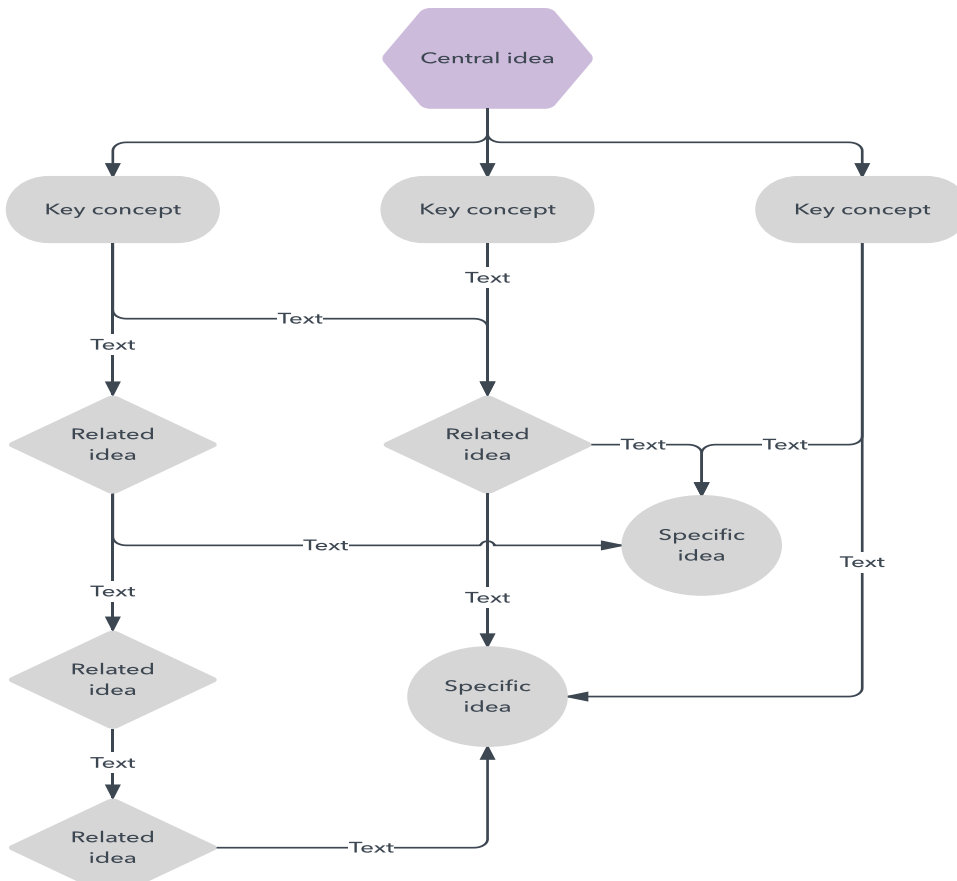 Central idea
Key concept
Key concept
Key concept
Text
Text
Text
Related
idea
Related
idea
Text
Text
Specific
idea
Text
Text
Text
Text
Related
idea
Specific
idea
Text
Related
idea
Text